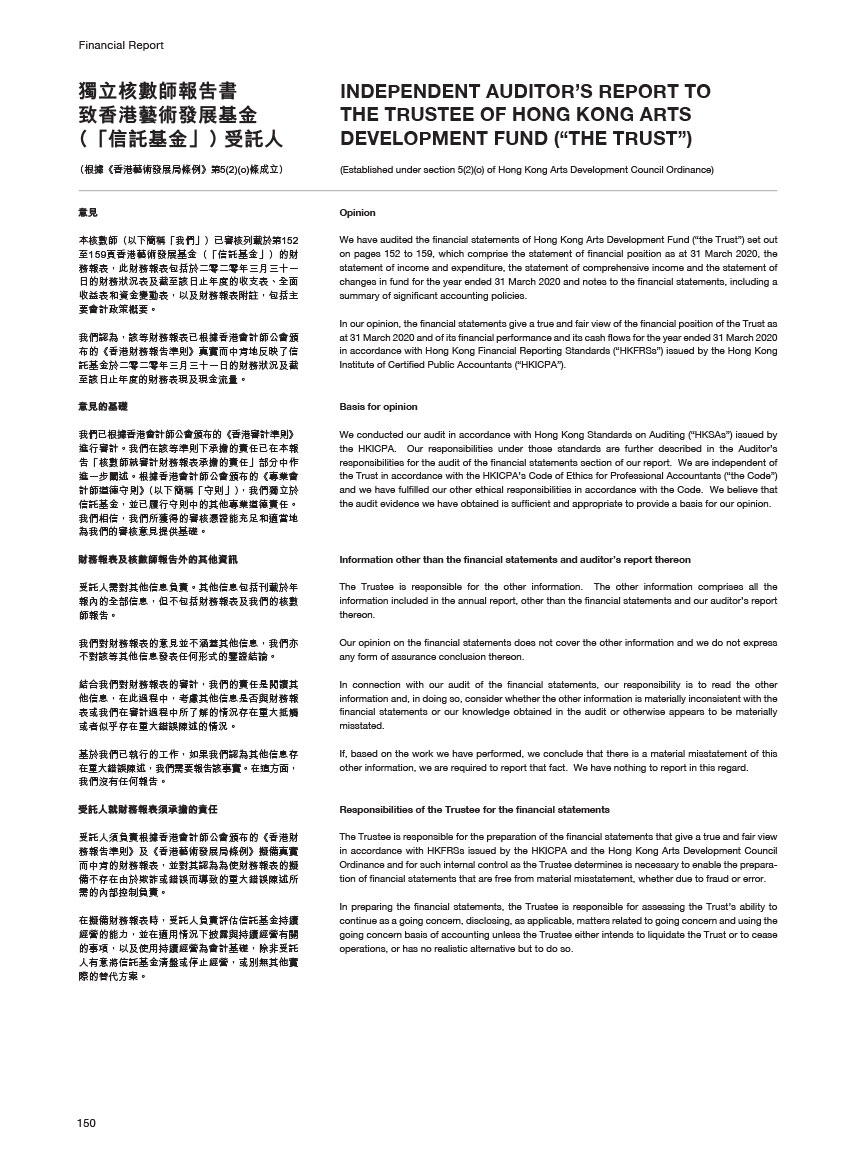 Financial Report
獨立核數師報告書
致香港藝術發展基金
(「信託基金」) 受託人
(根據《香港藝術發展局條例》第5(2)(o)條成立)
意見
本核數師 (以下簡稱「我們」) 已審核列載於第152
至159頁香港藝術發展基金 (「信託基金」) 的財
務報表，此財務報表包括於二零二零年三月三十一
日的財務狀況表及截至該日止年度的收支表、全面
收益表和資金變動表，以及財務報表附註，包括主
要會計政策概要。
我們認為，該等財務報表已根據香港會計師公會頒
布的《香港財務報告準則》真實而中肯地反映了信
託基金於二零二零年三月三十一日的財務狀況及截
至該日止年度的財務表現及現金流量。
意見的基礎
我們已根據香港會計師公會頒布的《香港審計準則》
進行審計。我們在該等準則下承擔的責任已在本報
告「核數師就審計財務報表承擔的責任」部分中作
進一步闡述。根據香港會計師公會頒布的《專業會
計師道德守則》(以下簡稱「守則」)，我們獨立於
信託基金，並已履行守則中的其他專業道德責任。
我們相信，我們所獲得的審核憑證能充足和適當地
為我們的審核意見提供基礎。
財務報表及核數師報告外的其他資訊
受託人需對其他信息負責。其他信息包括刊載於年
報內的全部信息，但不包括財務報表及我們的核數
師報告。
我們對財務報表的意見並不涵蓋其他信息，我們亦
不對該等其他信息發表任何形式的鑒證結論。
結合我們對財務報表的審計，我們的責任是閱讀其
他信息，在此過程中，考慮其他信息是否與財務報
表或我們在審計過程中所了解的情況存在重大抵觸
或者似乎存在重大錯誤陳述的情況。
基於我們已執行的工作，如果我們認為其他信息存
在重大錯誤陳述，我們需要報告該事實。在這方面，
我們沒有任何報告。
受託人就財務報表須承擔的責任
受託人須負責根據香港會計師公會頒布的《香港財
務報告準則》及《香港藝術發展局條例》擬備真實
而中肯的財務報表，並對其認為為使財務報表的擬
備不存在由於欺詐或錯誤而導致的重大錯誤陳述所
需的內部控制負責。
在擬備財務報表時，受託人負責評估信託基金持續
經營的能力，並在適用情況下披露與持續經營有關
的事項，以及使用持續經營為會計基礎，除非受託
人有意將信託基金清盤或停止經營，或別無其他實
際的替代方案。
INDEPENDENT AUDITOR’S REPORT TO
THE TRUSTEE OF HONG KONG ARTS
DEVELOPMENT FUND (“THE TRUST”)
(Established under section 5(2)(o) of Hong Kong Arts Development Council Ordinance)
Opinion
We have audited the financial statements of Hong Kong Arts Development Fund (“the Trust”) set out
on pages 152 to 159, which comprise the statement of financial position as at 31 March 2020, the
statement of income and expenditure, the statement of comprehensive income and the statement of
changes in fund for the year ended 31 March 2020 and notes to the financial statements, including a
summary of significant accounting policies.
In our opinion, the financial statements give a true and fair view of the financial position of the Trust as
at 31 March 2020 and of its financial performance and its cash flows for the year ended 31 March 2020
in accordance with Hong Kong Financial Reporting Standards (“HKFRSs”) issued by the Hong Kong
Institute of Certified Public Accountants (“HKICPA”).
Basis for opinion
We conducted our audit in accordance with Hong Kong Standards on Auditing (“HKSAs”) issued by
the HKICPA. Our responsibilities under those standards are further described in the Auditor’s
responsibilities for the audit of the financial statements section of our report. We are independent of
the Trust in accordance with the HKICPA’s Code of Ethics for Professional Accountants (“the Code”)
and we have fulfilled our other ethical responsibilities in accordance with the Code. We believe that
the audit evidence we have obtained is sufficient and appropriate to provide a basis for our opinion.
Information other than the financial statements and auditor’s report thereon
The Trustee is responsible for the other information. The other information comprises all the
information included in the annual report, other than the financial statements and our auditor’s report
thereon.
Our opinion on the financial statements does not cover the other information and we do not express
any form of assurance conclusion thereon.
In connection with our audit of the financial statements, our responsibility is to read the other
information and, in doing so, consider whether the other information is materially inconsistent with the
financial statements or our knowledge obtained in the audit or otherwise appears to be materially
misstated.
If, based on the work we have performed, we conclude that there is a material misstatement of this
other information, we are required to report that fact. We have nothing to report in this regard.
Responsibilities of the Trustee for the financial statements
The Trustee is responsible for the preparation of the financial statements that give a true and fair view
in accordance with HKFRSs issued by the HKICPA and the Hong Kong Arts Development Council
Ordinance and for such internal control as the Trustee determines is necessary to enable the prepara-
tion of financial statements that are free from material misstatement, whether due to fraud or error.
In preparing the financial statements, the Trustee is responsible for assessing the Trust’s ability to
continue as a going concern, disclosing, as applicable, matters related to going concern and using the
going concern basis of accounting unless the Trustee either intends to liquidate the Trust or to cease
operations, or has no realistic alternative but to do so.
150